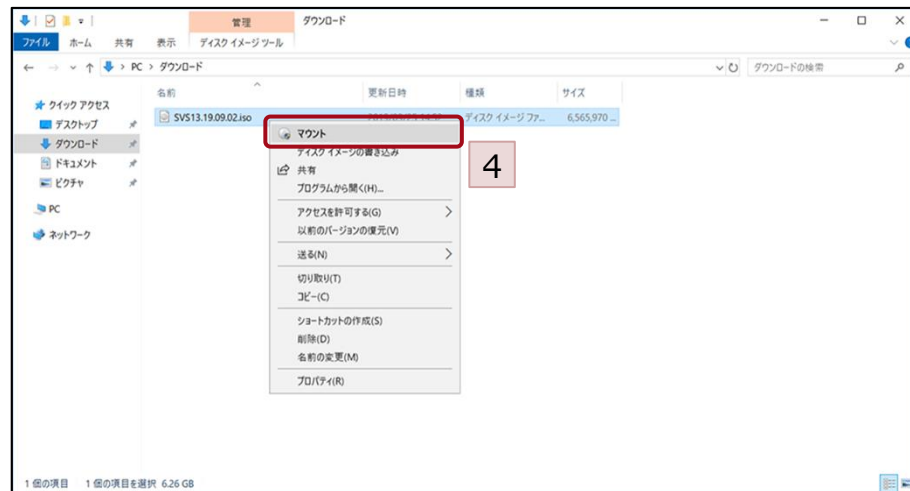 管理
ダウンロード
ファイル ホーム 共有 表示 ディスク イメージ ツール
PC > ダウンロード
ダウンロードの検索
名前 更新日時 種類 サイズ
クイック アクセス
デスクトップ
ダウンロード
ドキュメント
ピクチャ
PC
ネットワーク
SVS13.19.09.02.iso ディスク イメージ ファ... 6,565,970 ...
マウント
ディスク イメージの書き込み
共有
プログラムから開く(H)...
アクセスを許可する(G)
以前のバージョンの復元(V)
送る(N)
切り取り(T)
コピー(C)
ショートカットの作成(S)
削除(D)
名前の変更(M)
プロパティ(R)
4
1 個の項目 1 個の項目を選択 6.26 GB